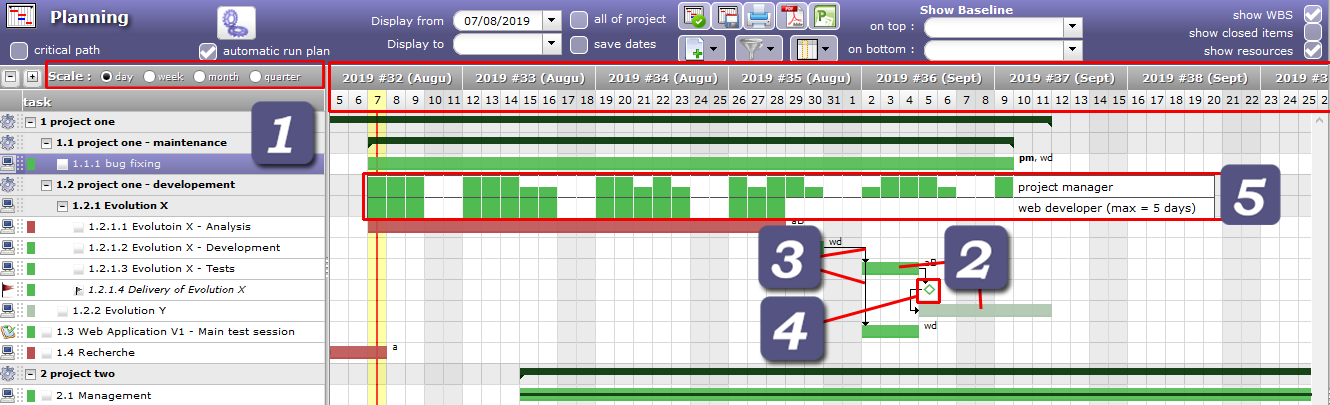 Planning
Display from 07/08/2019
all of project
Show Baseline
show WBS
on top :
show closed items
critical path
automatic run plan
Display to
save dates
on bottom :
show resources
Scale : day week month quarter
2019 #32 (Augu) 2019 #33 (Augu) 2019 #34 (Augu) 2019 #35 (Augu) 2019 #36 (Sept) 2019 #37 (Sept) 2019 #38 (Sept) 2019 #3
task
5 6 7 8 9 10 11 12 13 14 15 16 17 18 19 20 21 22 23 24 25 26 27 28 29 30 31 1 2 3 4 5 6 7 8 9 10 11 12 13 14 15 16 17 18 19 20 21 22 23 24 25
1 project one
1
1.1 project one - maintenance
1.1.1 bug fixing
pm, wd
1.2 project one - developement
project manager
5
1.2.1 Evolution X
web developer (max = 5 days)
1.2.1.1 Evolutoin X - Analysis
aD
1.2.1.2 Evolution X - Development
wd
3
2
1.2.1.3 Evolution X - Tests
aD
1.2.1.4 Delivery of Evolution X
1.2.2 Evolution Y
4
1.3 Web Application V1 - Main test session
wd
1.4 Recherche
a
2 project two
2.1 Management